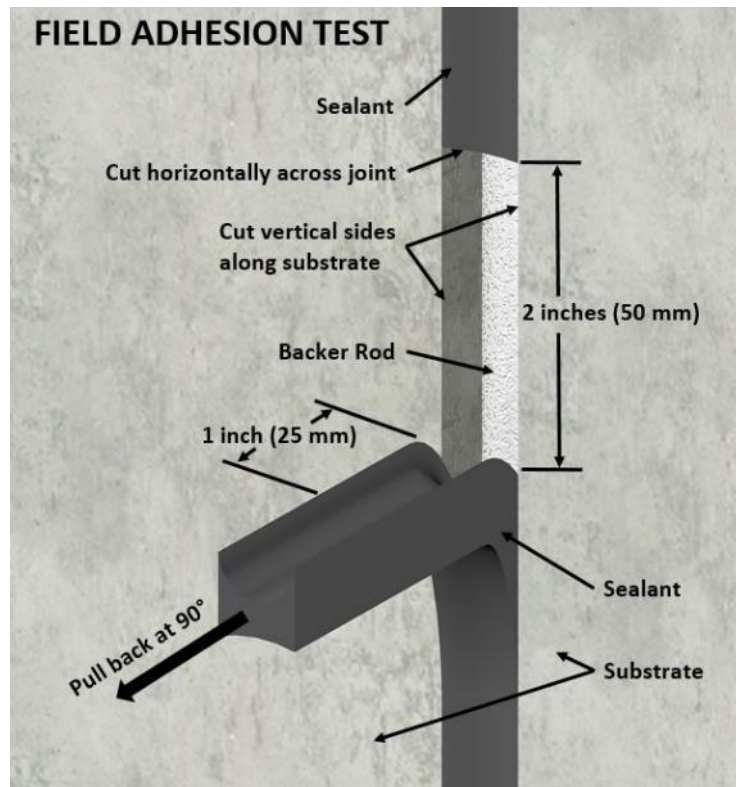 FIELD ADHESION TEST
Sealant
Cut horizontally across joint
Cut vertical sides
along substrate
2 inches (50 mm)
Backer Rod
1 inch (25 mm)
Sealant
Pull back at 90°
Substrate